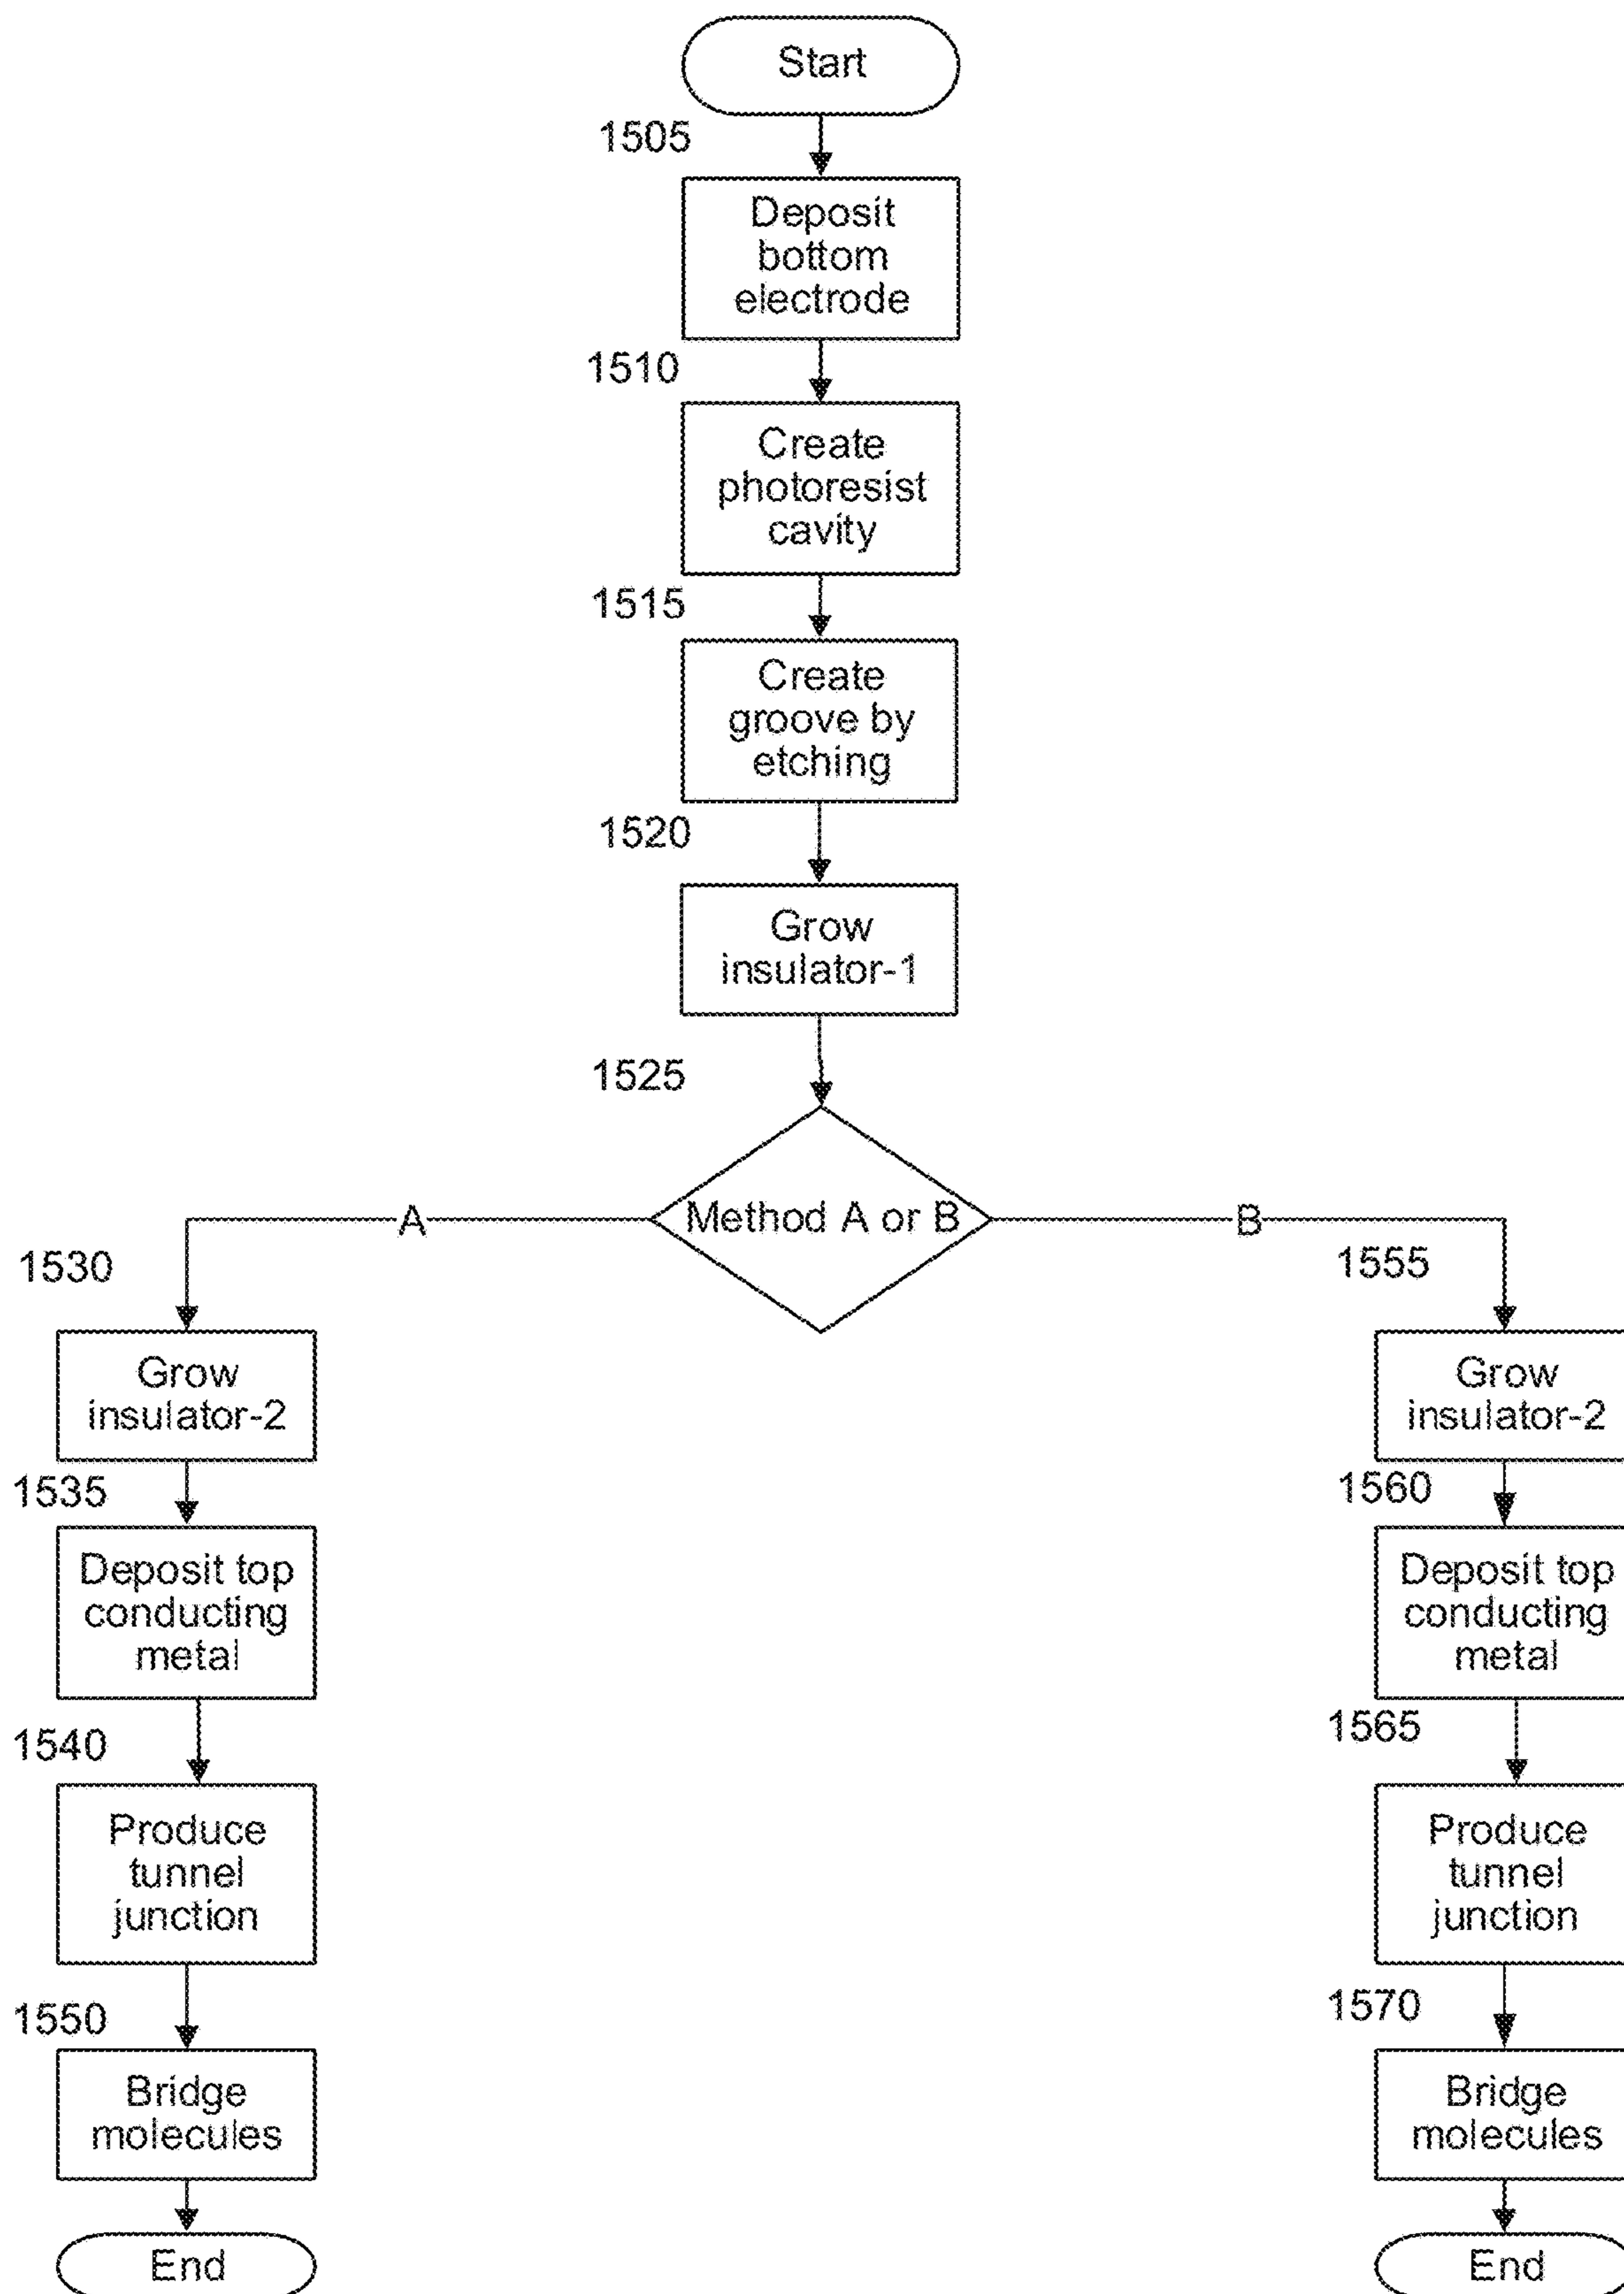 Start
1505
Deposit
bottom
electrode
1510
Create
photoresist
cavity
1515
Create
groove by
etching
1520
Grow
insulator-1
1525
Method A or B
A
1530
Grow
insulator-2
1535
Deposit top
conducting
metal
1540
Produce
tunnel
junction
1550
Bridge
molecules
End
B
1555
Grow
insulator-2
1560
Deposit top
conducting
metal
1565
Produce
tunnel
junction
1570
Bridge
molecules
End